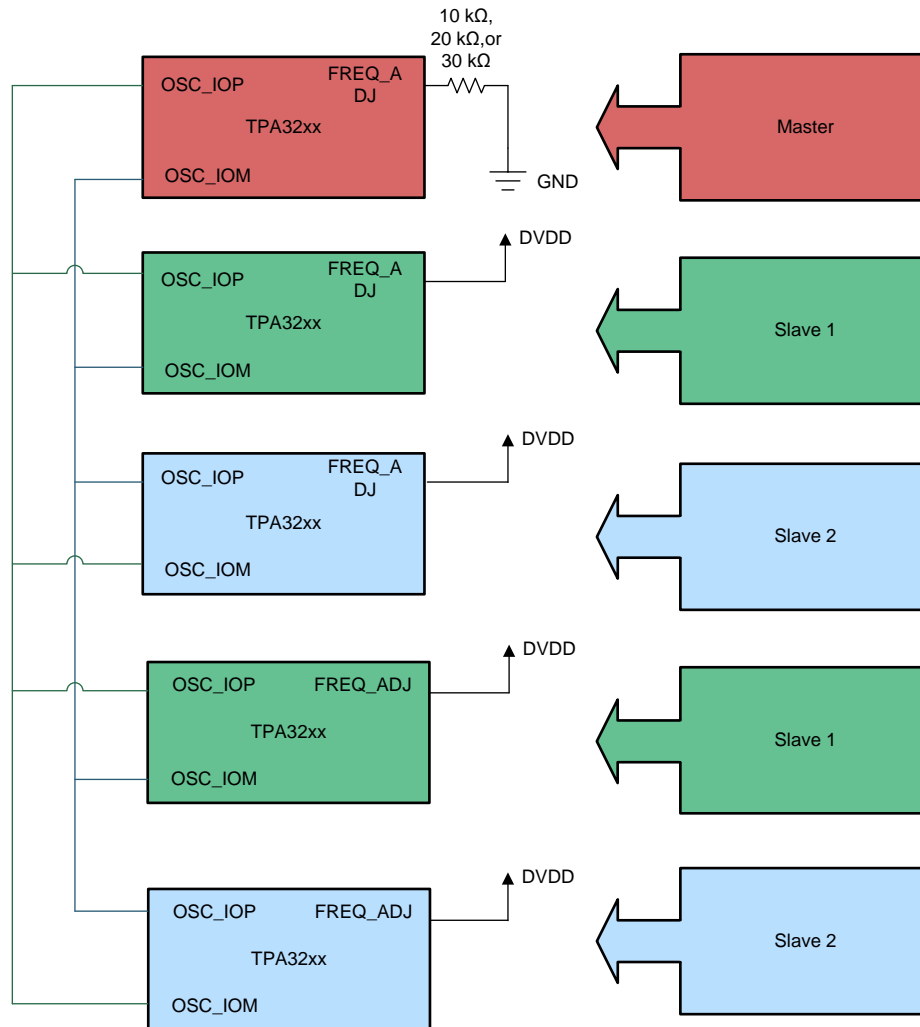 10 kΩ,
20 kΩ,or
30 kΩ
OSC_IOP
FREQ_A
DJ
TPA32xx
OSC_IOM
GND
Master
DVDD
OSC_IOP
FREQ_A
DJ
TPA32xx
OSC_IOM
Slave 1
DVDD
OSC_IOP
FREQ_A
DJ
TPA32xx
OSC_IOM
Slave 2
DVDD
OSC_IOP
FREQ_ADJ
TPA32xx
OSC_IOM
Slave 1
DVDD
OSC_IOP
FREQ_ADJ
TPA32xx
OSC_IOM
Slave 2